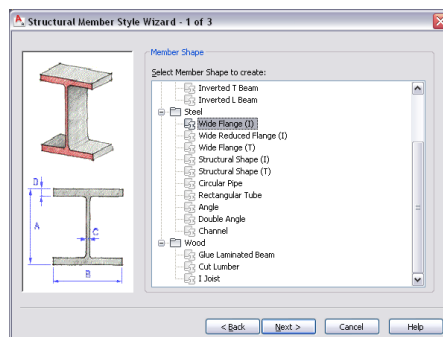 Structural Member Style Wizard - 1 of 3
Member Shape
Select Member Shape to create:
Inverted T Beam
Inverted L Beam
Steel
Wide Flange (I)
Wide Reduced Flange (I)
Wide Flange (T)
Structural Shape (I)
Structural Shape (T)
Circular Pipe
Rectangular Tube
Angle
Double Angle
Channel
Wood
Glue Laminated Beam
Cut Lumber
I Joist
D
A
C
B
< Back Next > Cancel Help